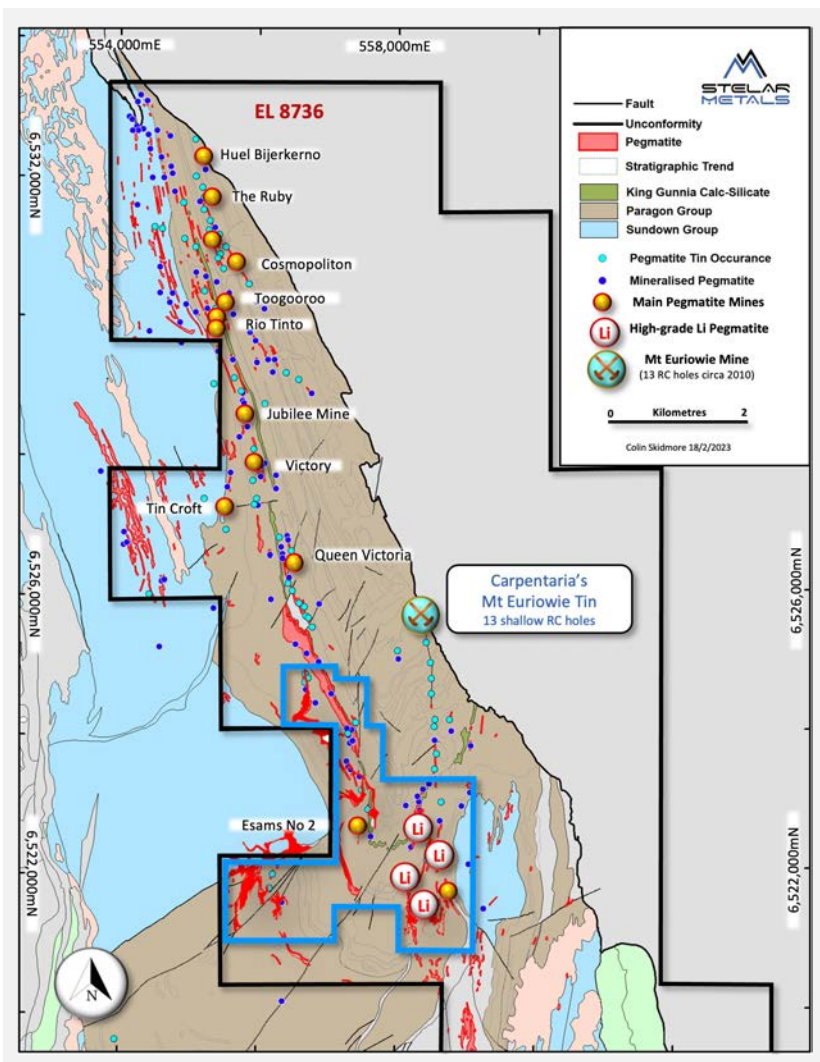 554,000mE
558,000mE
EL 8736
STELAR
METALS
Fault
Unconformity
Pegmatite
Stratigraphic Trend
King Gunnia Calc-Silicate
Paragon Group
Sundown Group
Pegmatite Tin Occurance
Mineralised Pegmatite
Main Pegmatite Mines
Li
High-grade Li Pegmatite
Mt Euriowie Mine
(13 RC holes circa 2010)
0 Kilometres 2
Colin Skidmore 18/2/2023
6,532,000mN
Huel Bijerkerno
The Ruby
Cosmopoliton
Toogooroo
Rio Tinto
Jubilee Mine
Victory
Tin Croft
Queen Victoria
6,526,000mN
6,526,000mN
Carpentaria's
Mt Euriowie Tin
13 shallow RC holes
Esams No 2
Li
Li
Li
Li
6,522,000mN
6,522,000mN
N